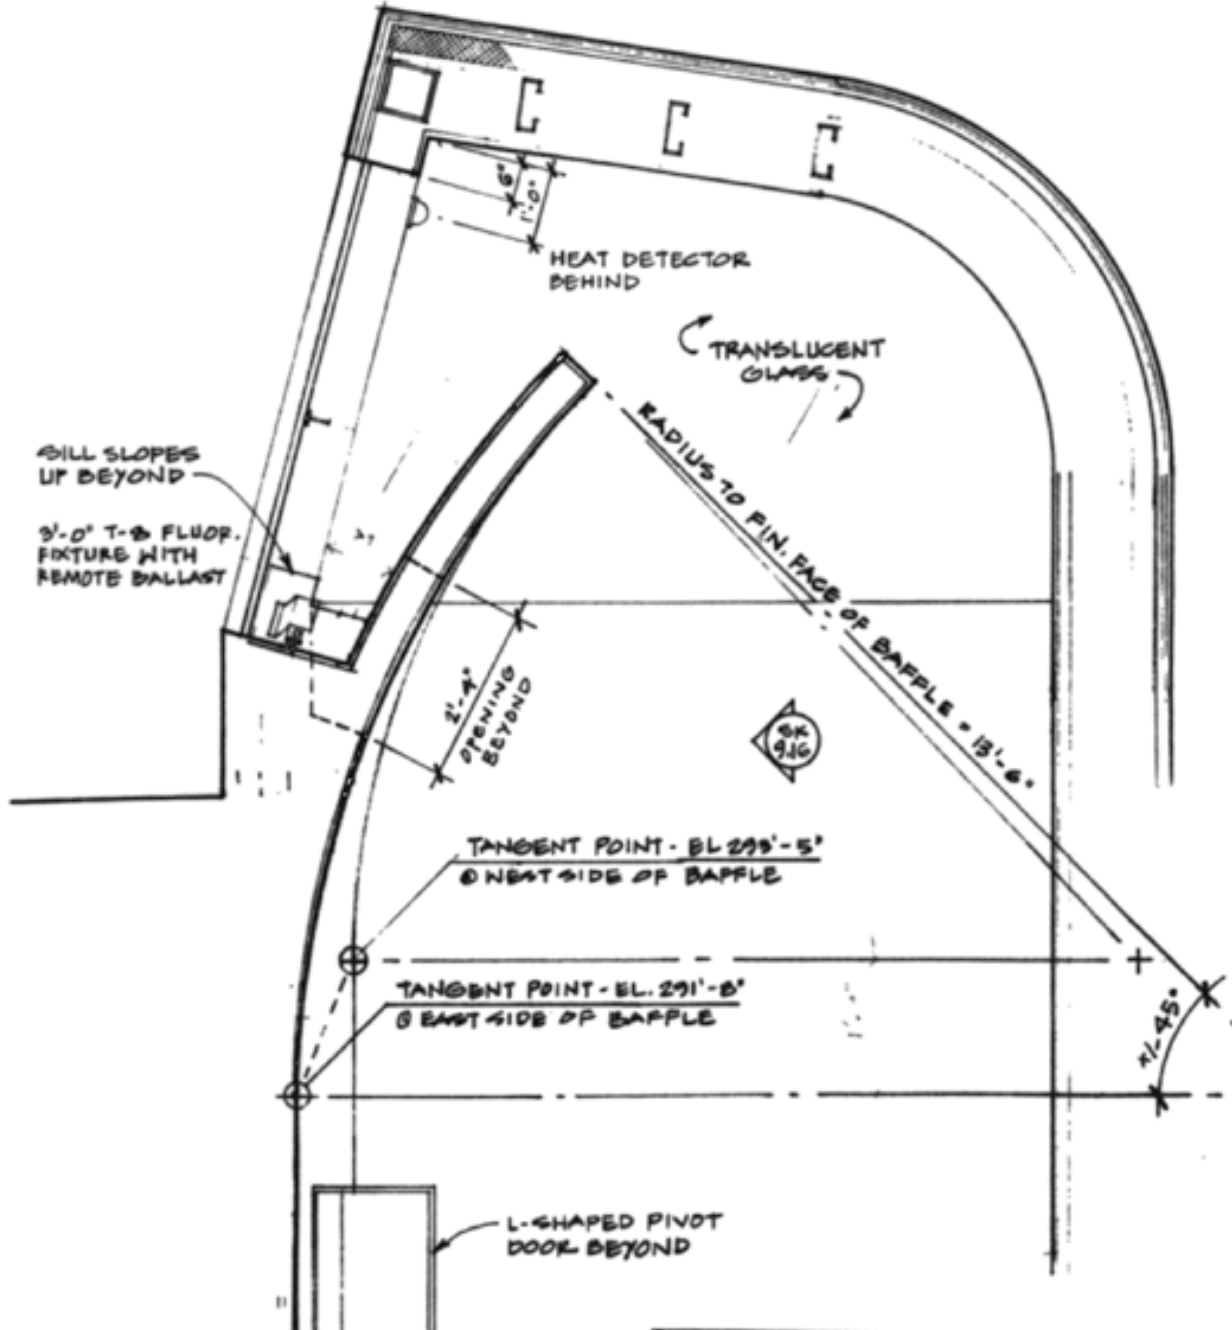 6"
1'-0"
HEAT DETECTOR
BEHIND
TRANSLUCENT
GLASS
SILL SLOPES
UP BEYOND
3'-0" T-8 FLUOR.
FIXTURE WITH
REMOTE BALLAST
RADIUS TO FIN. FACE OF BAFFLE = 13'-6"
2'-4"
OPENING
BEYOND
SK
9.16
TANGENT POINT - EL 293'-5"
@ WEST SIDE OF BAFFLE
TANGENT POINT - EL. 291'-8"
@ EAST SIDE OF BAFFLE
+/- 45°
L-SHAPED PIVOT
DOOR BEYOND